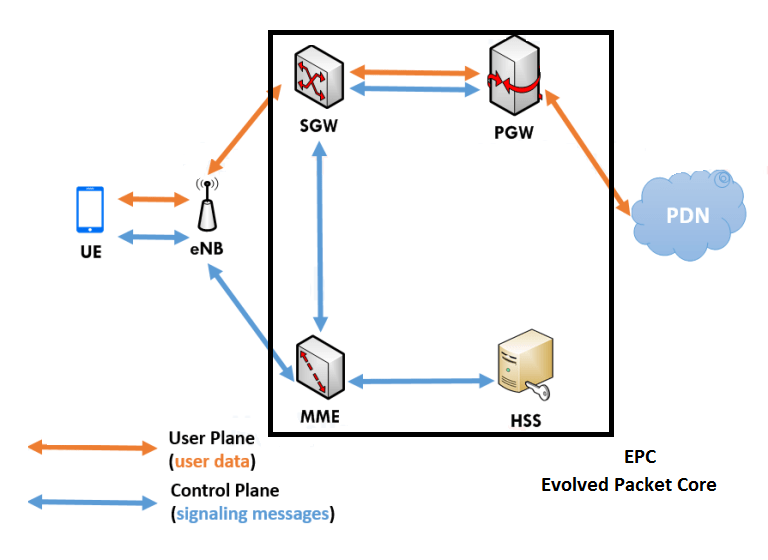 SGW
PGW
PDN
UE
eNB
MME
HSS
User Plane
(user data)
Control Plane
(signaling messages)
EPC
Evolved Packet Core